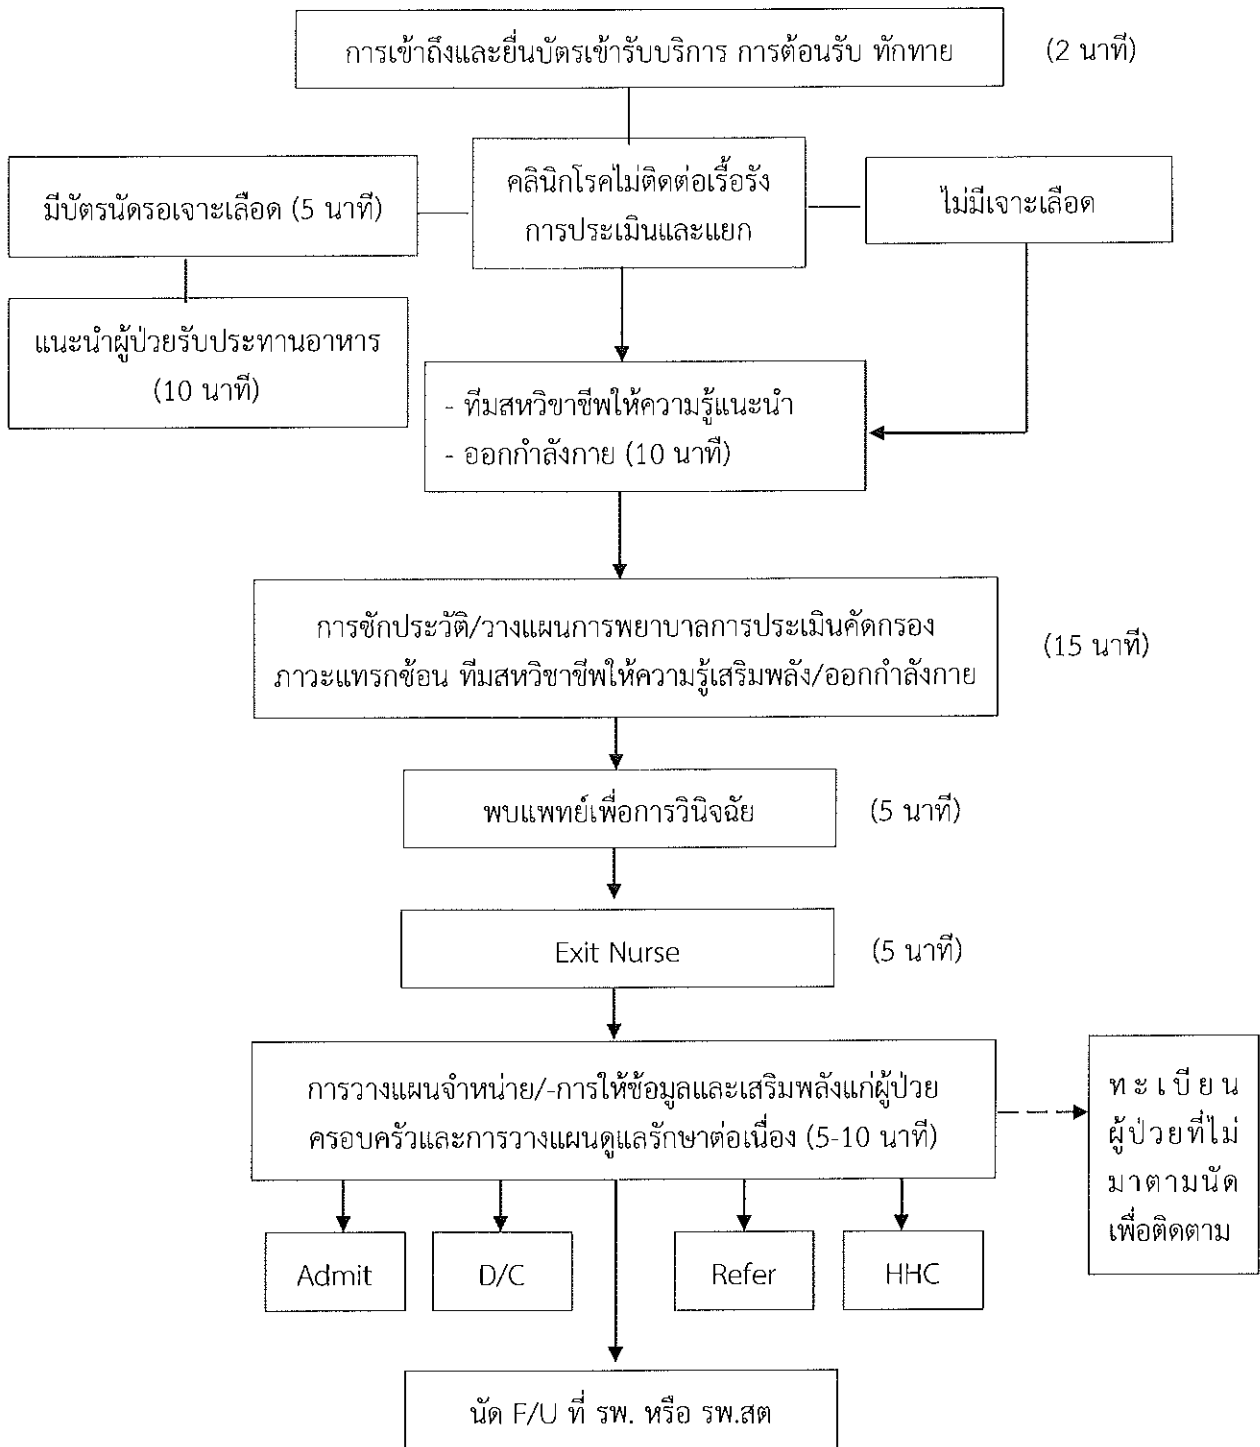 การเข้าถึงและยื่นบัตรเข้ารับบริการ การต้อนรับ ทักทาย (2 นาที)
คลินิกโรคไม่ติดต่อเรื้อรัง
การประเมินและแยก
มีบัตรนัดรอเจาะเลือด (5 นาที)
ไม่มีเจาะเลือด
แนะนำผู้ป่วยรับประทานอาหาร
(10 นาที)
- ทีมสหวิชาชีพให้ความรู้แนะนำ
- ออกกำลังกาย (10 นาที)
การซักประวัติ/วางแผนการพยาบาลการประเมินคัดกรอง
ภาวะแทรกซ้อน ทีมสหวิชาชีพให้ความรู้เสริมพลัง/ออกกำลังกาย
(15 นาที)
พบแพทย์เพื่อการวินิจฉัย (5 นาที)
Exit Nurse (5 นาที)
การวางแผนจำหน่าย/-การให้ข้อมูลและเสริมพลังแก่ผู้ป่วย
ครอบครัวและการวางแผนดูแลรักษาต่อเนื่อง (5-10 นาที)
ทะเบียน
ผู้ป่วยที่ไม่
มาตามนัด
เพื่อติดตาม
Admit D/C Refer HHC
นัด F/U ที่ รพ. หรือ รพ.สต